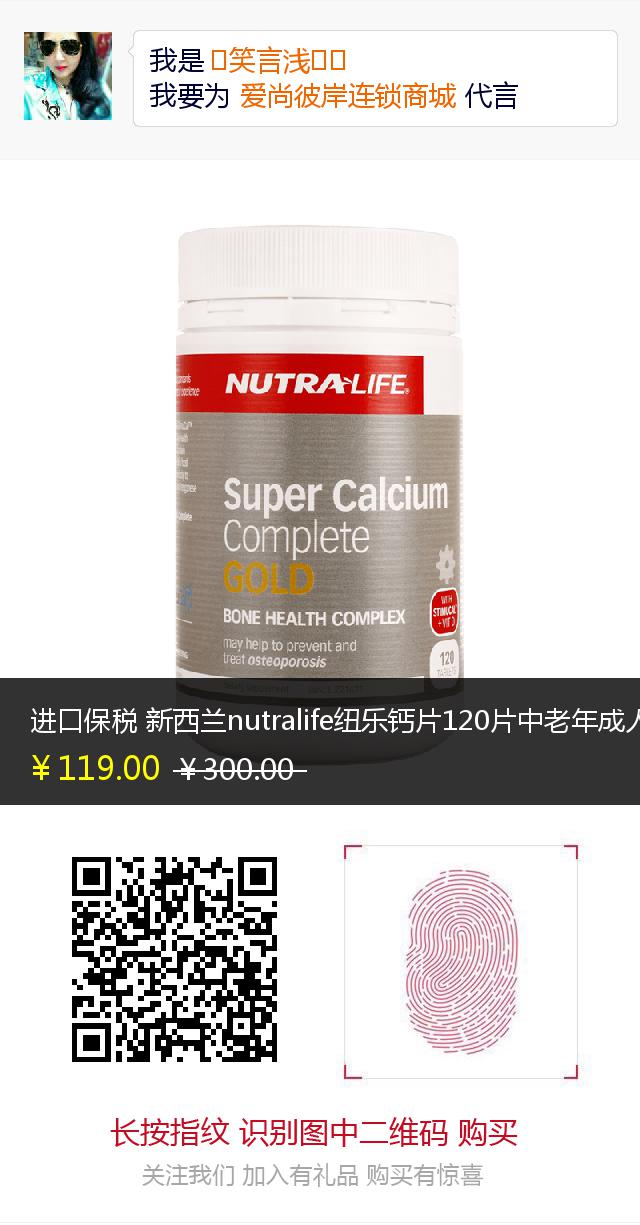 我是 笑言浅
我要为 爱尚彼岸连锁商城 代言
NUTRA-LIFE
Super Calcium
Complete
GOLD
BONE HEALTH COMPLEX
WITH
STIMUCAL
+ VIT D
may help to prevent and
treat osteoporosis
120
TABLETS
进口保税 新西兰nutralife纽乐钙片120片中老年成人
￥119.00 ￥300.00
长按指纹 识别图中二维码 购买
关注我们 加入有礼品 购买有惊喜